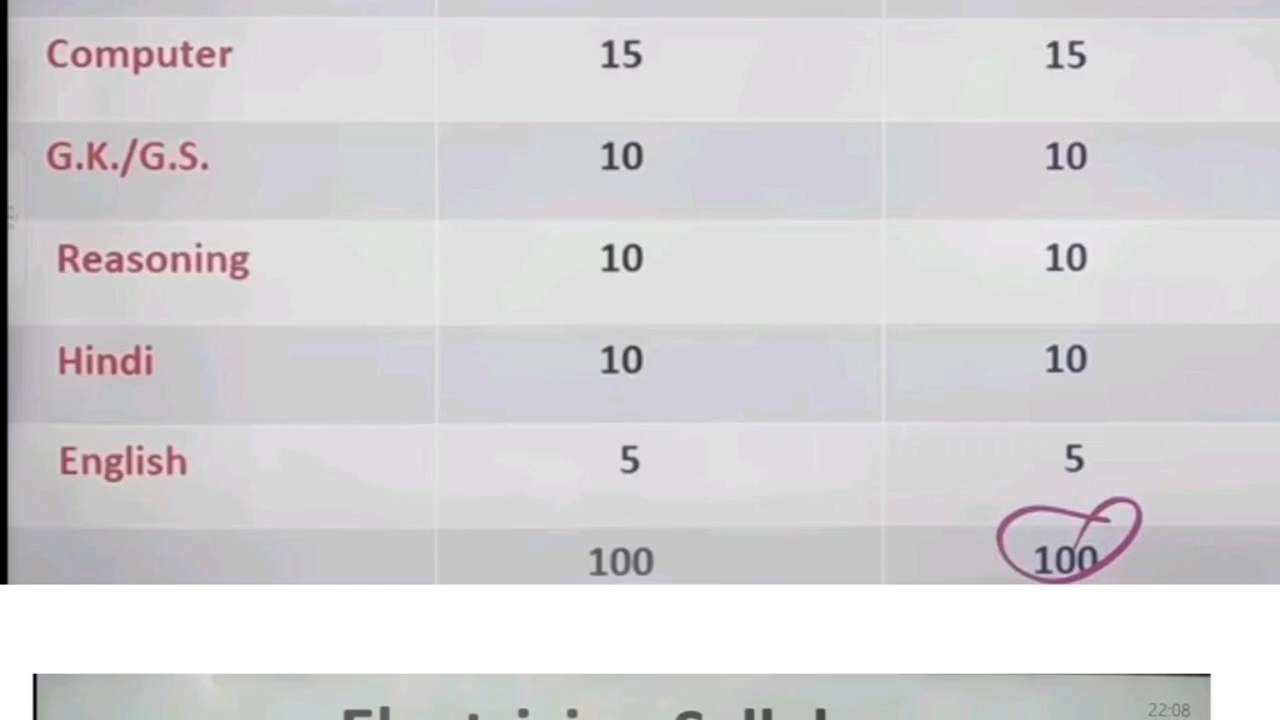 Computer 15 15
G.K./G.S. 10 10
Reasoning 10 10
Hindi 10 10
English 5 5
100 100
22:08